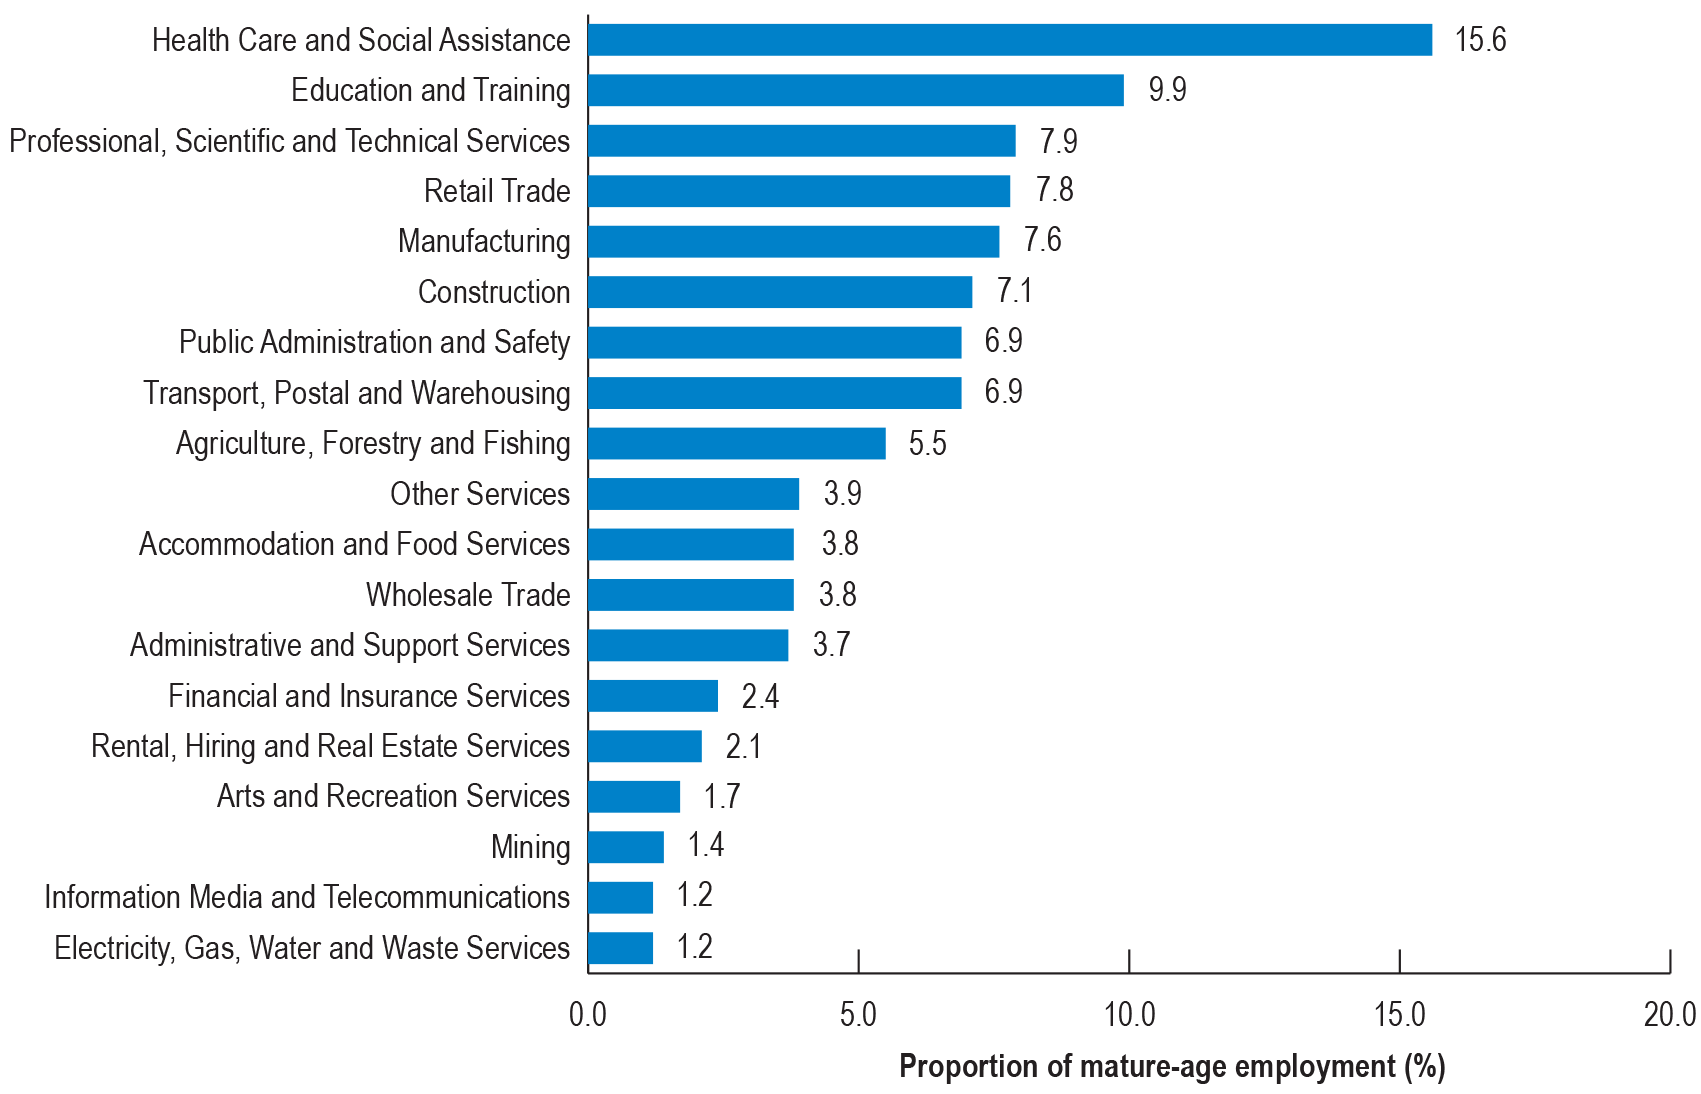 Health Care and Social Assistance 15.6
Education and Training 9.9
Professional, Scientific and Technical Services 7.9
Retail Trade 7.8
Manufacturing 7.6
Construction 7.1
Public Administration and Safety 6.9
Transport, Postal and Warehousing 6.9
Agriculture, Forestry and Fishing 5.5
Other Services 3.9
Accommodation and Food Services 3.8
Wholesale Trade 3.8
Administrative and Support Services 3.7
Financial and Insurance Services 2.4
Rental, Hiring and Real Estate Services 2.1
Arts and Recreation Services 1.7
Mining 1.4
Information Media and Telecommunications 1.2
Electricity, Gas, Water and Waste Services 1.2
0.0 5.0 10.0 15.0 20.0
Proportion of mature-age employment (%)